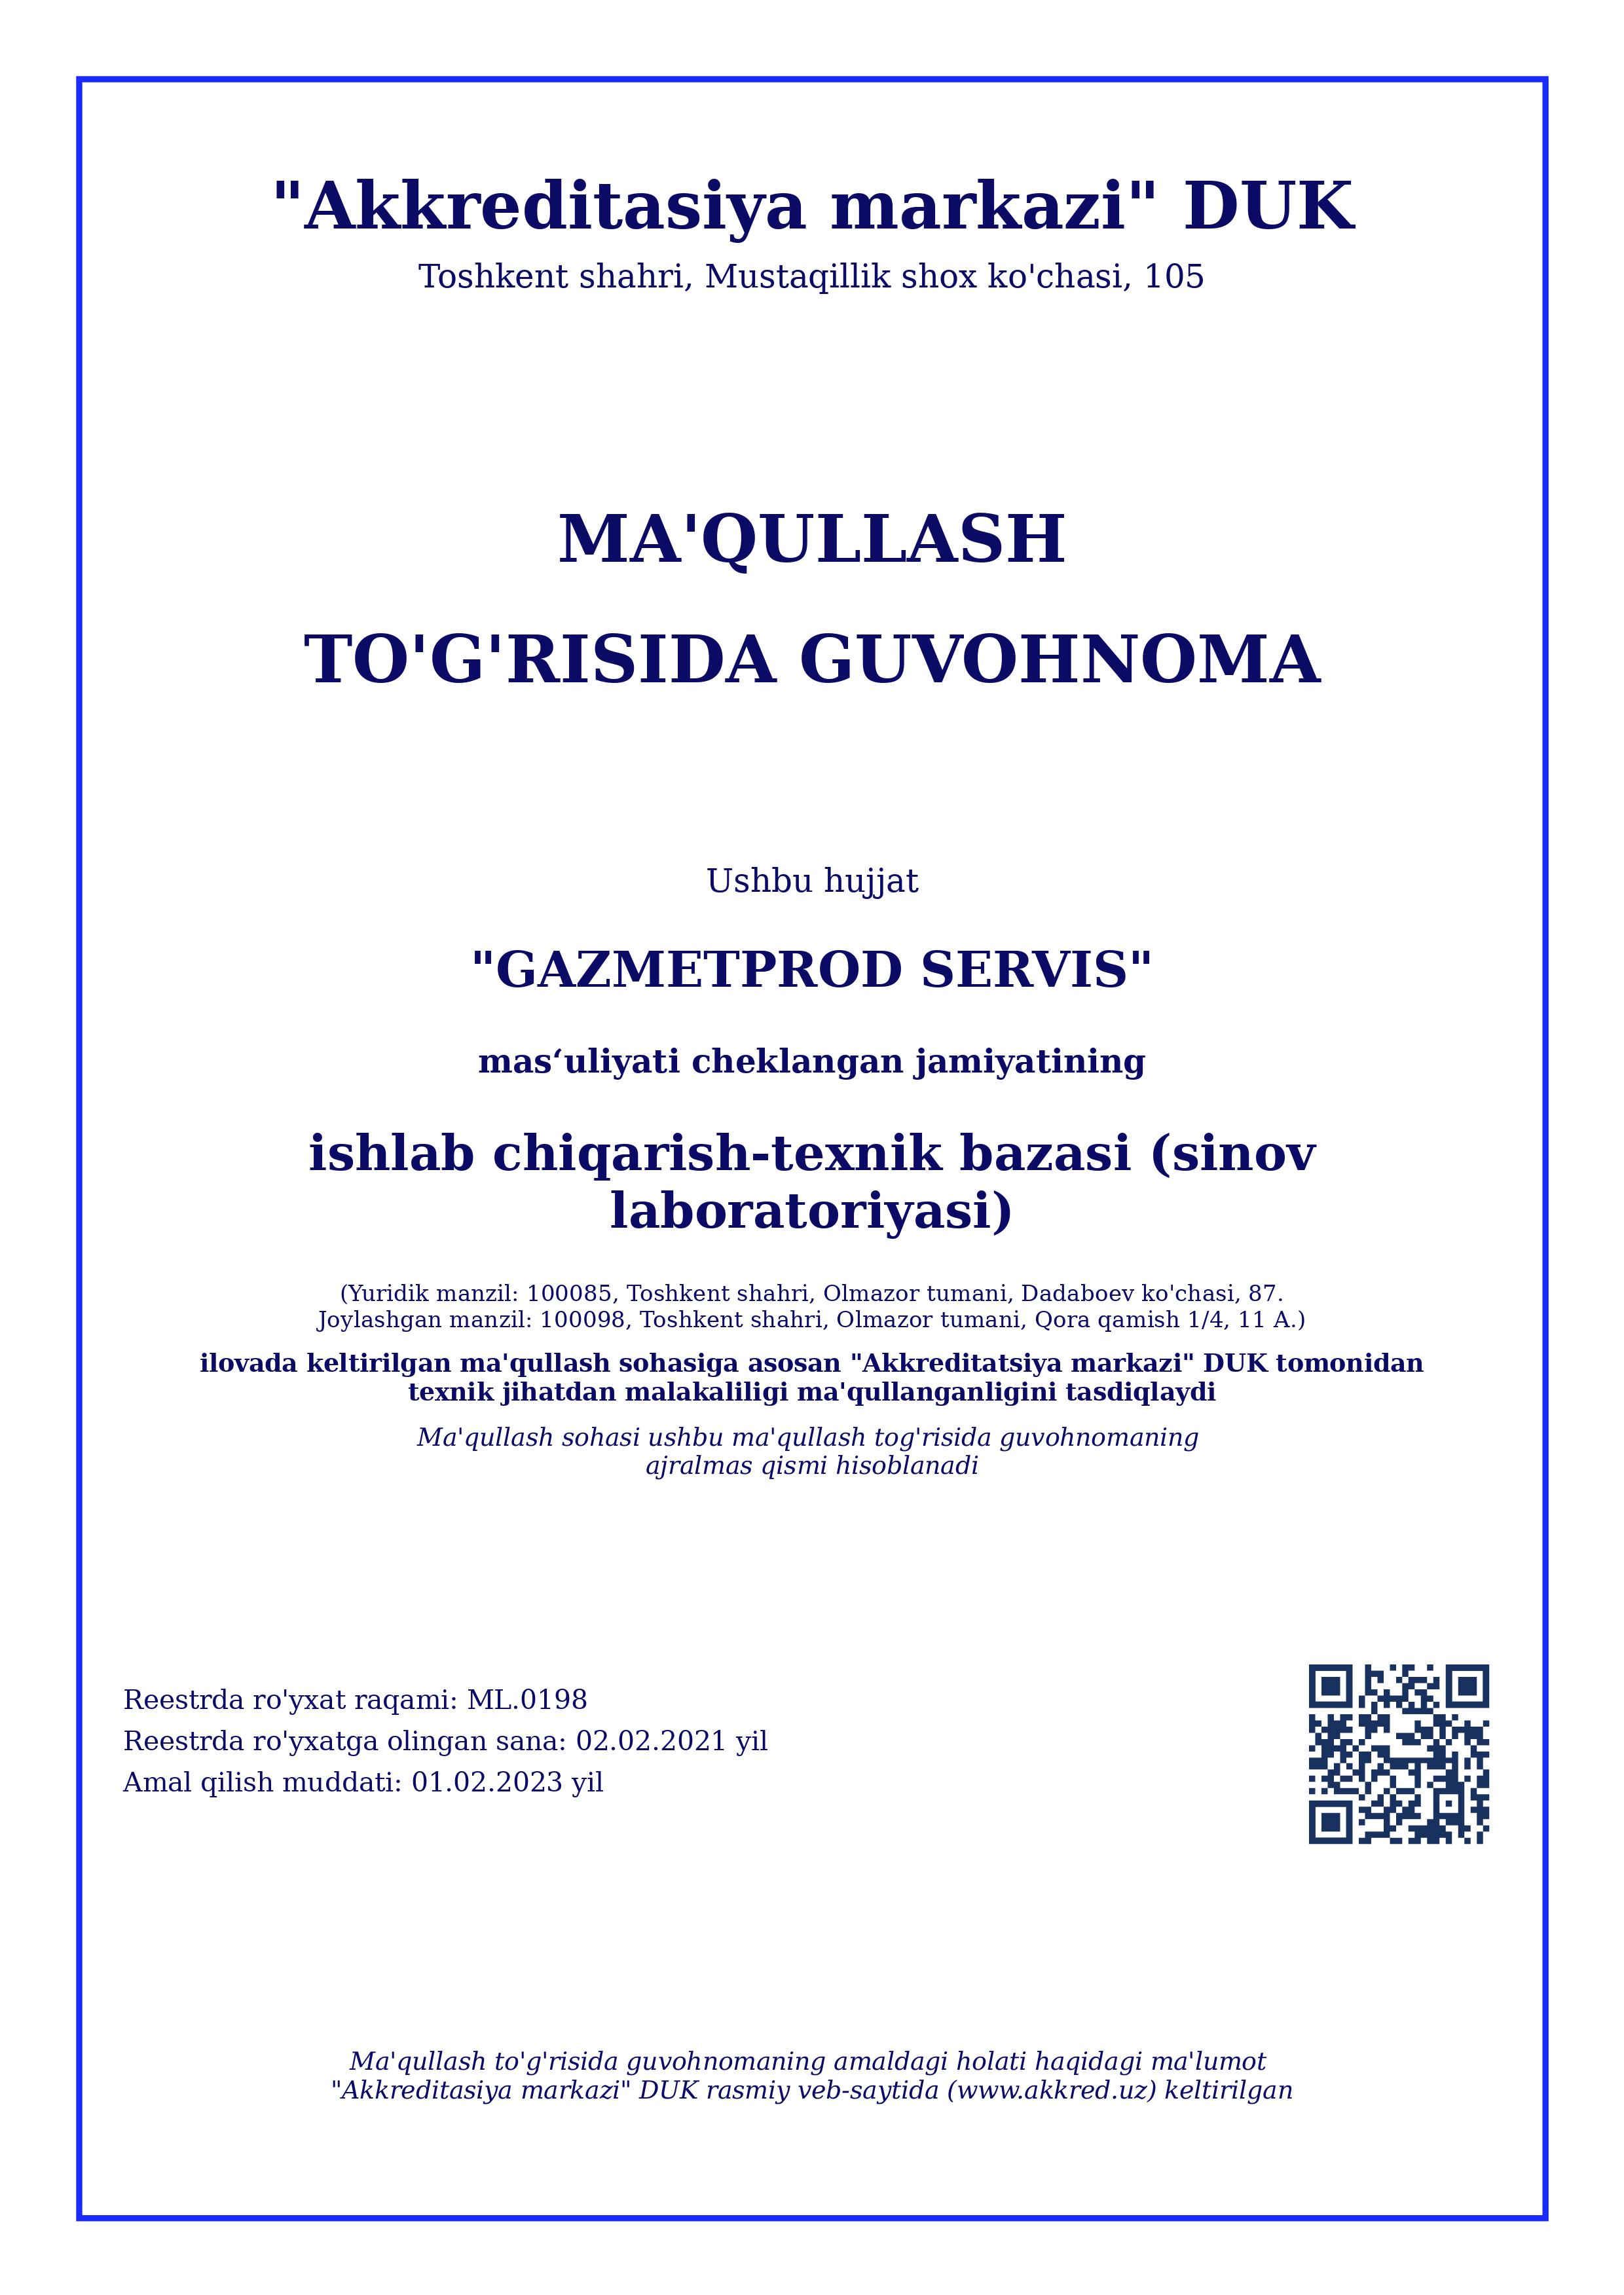 "Akkreditasiya markazi" DUK
Toshkent shahri, Mustaqillik shox ko'chasi, 105
MA'QULLASH
TO'G'RISIDA GUVOHNOMA
Ushbu hujjat
"GAZMETPROD SERVIS"
mas‘uliyati cheklangan jamiyatining
ishlab chiqarish-texnik bazasi (sinov
laboratoriyasi)
(Yuridik manzil: 100085, Toshkent shahri, Olmazor tumani, Dadaboev ko'chasi, 87.
Joylashgan manzil: 100098, Toshkent shahri, Olmazor tumani, Qora qamish 1/4, 11 A.)
ilovada keltirilgan ma'qullash sohasiga asosan "Akkreditatsiya markazi" DUK tomonidan
texnik jihatdan malakaliligi ma'qullanganligini tasdiqlaydi
Ma'qullash sohasi ushbu ma'qullash tog'risida guvohnomaning
ajralmas qismi hisoblanadi
Reestrda ro'yxat raqami: ML.0198
Reestrda ro'yxatga olingan sana: 02.02.2021 yil
Amal qilish muddati: 01.02.2023 yil
Ma'qullash to'g'risida guvohnomaning amaldagi holati haqidagi ma'lumot
"Akkreditasiya markazi" DUK rasmiy veb-saytida (www.akkred.uz) keltirilgan